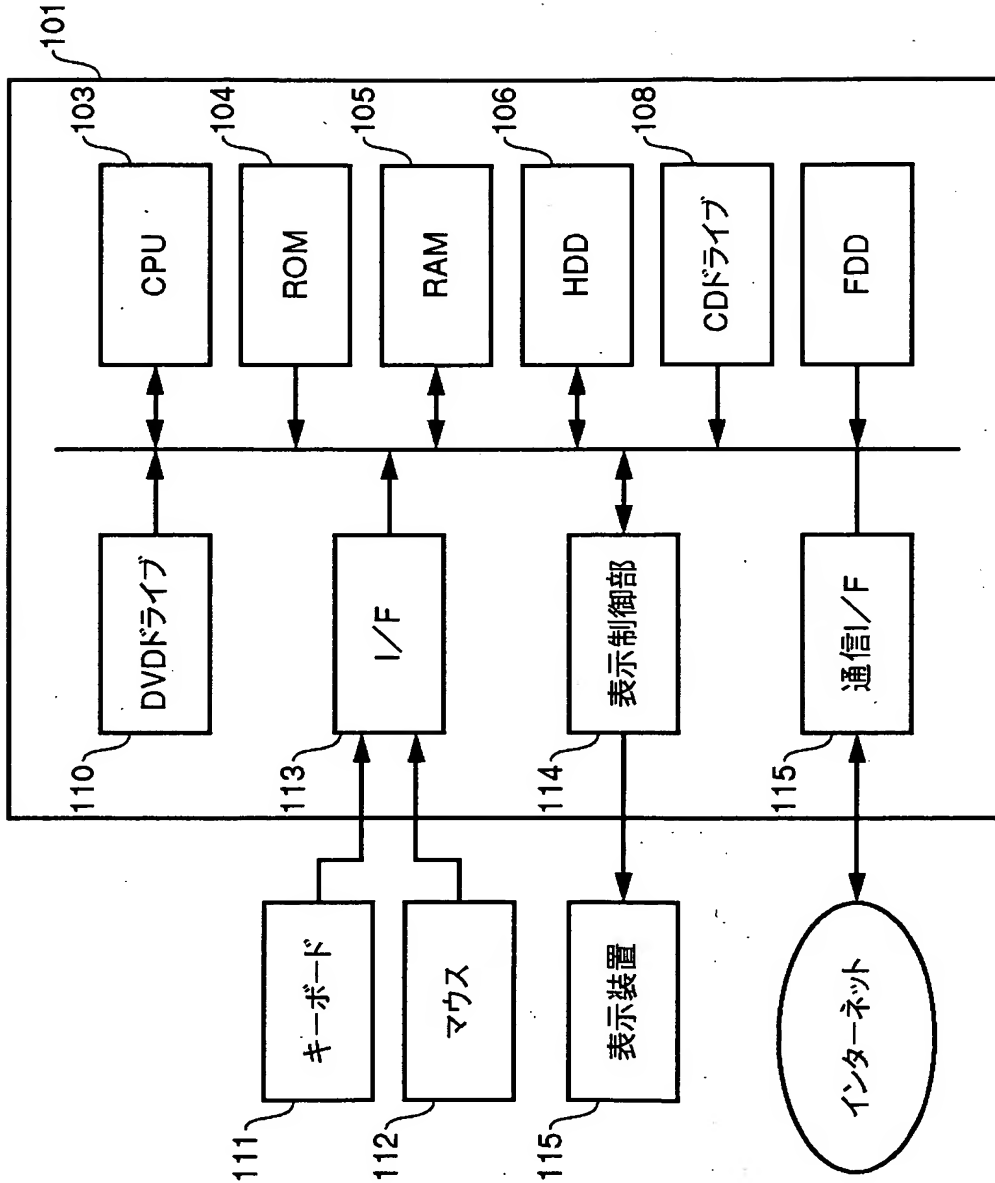 101
110
103
DVDドライブ
CPU
104
111
113
ROM
キーボード
105
112
I/F
RAM
マウス
106
114
HDD
115
表示装置
表示制御部
108
CDドライブ
115
インターネット
通信I/F
FDD